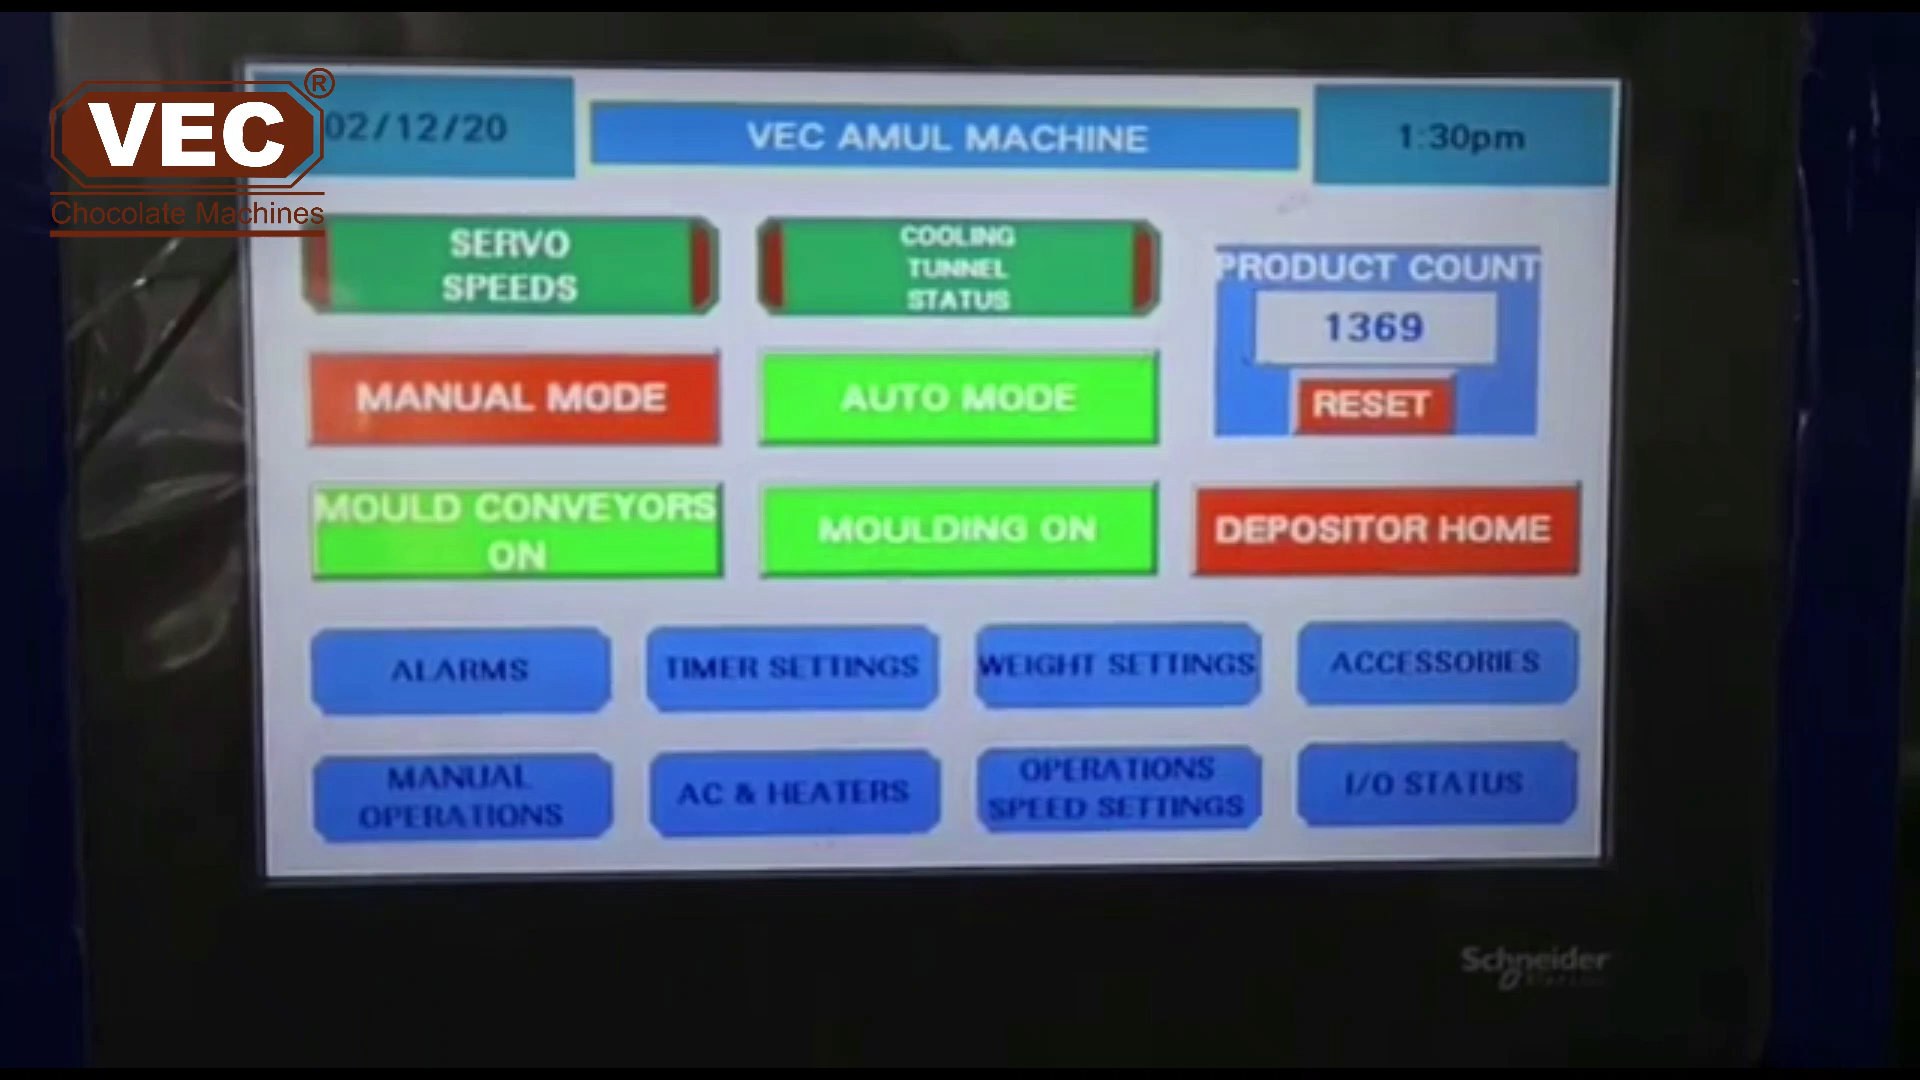 VEC®
Chocolate Machines
02/12/20
VEC AMUL MACHINE
1:30pm
SERVO
SPEEDS
COOLING
TUNNEL
STATUS
PRODUCT COUNT
1369
RESET
MANUAL MODE
AUTO MODE
MOULD CONVEYORS
ON
MOULDING ON
DEPOSITOR HOME
ALARMS
TIMER SETTINGS
WEIGHT SETTINGS
ACCESSORIES
MANUAL
OPERATIONS
AC & HEATERS
OPERATIONS
SPEED SETTINGS
I/O STATUS
Schneider
Electric